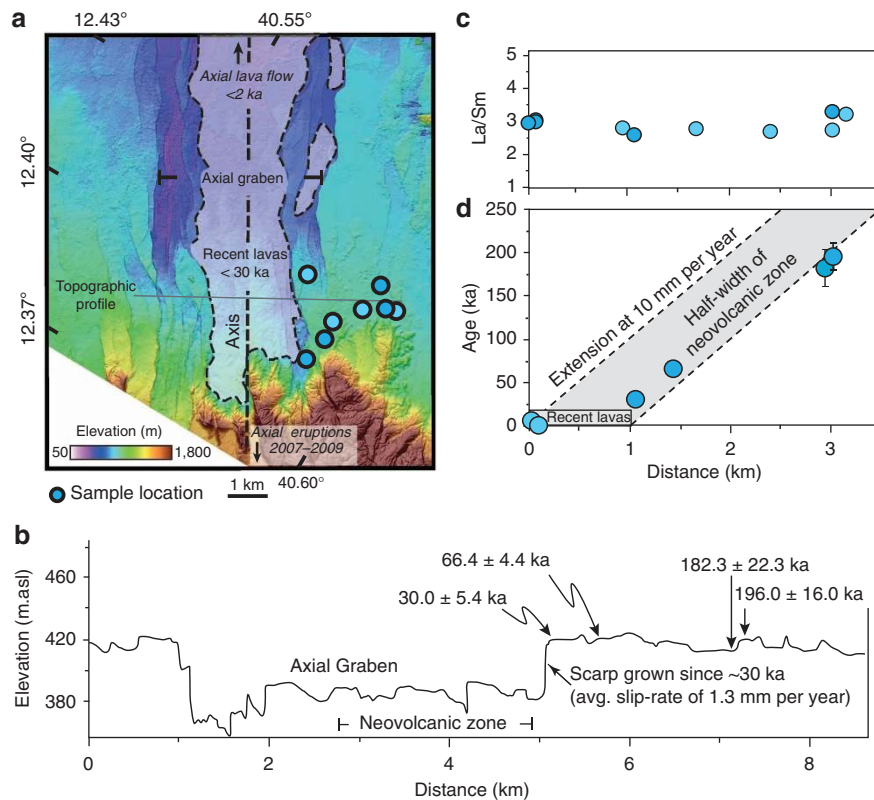 a
12.43°
40.55°
Axial lava flow
<2 ka
12.40°
Axial graben
Recent lavas
< 30 ka
Topographic
profile
12.37°
Axis
Elevation (m)
50
1,800
Axial eruptions
2007–2009
Sample location
1 km
40.60°
c
5
4
3
2
1
La/Sm
d
250
200
150
100
50
0
Age (ka)
Extension at 10 mm per year
Half-width of
neovolcanic zone
Recent lavas
0
1
2
3
Distance (km)
b
460
420
380
Elevation (m.asl)
66.4 ± 4.4 ka
30.0 ± 5.4 ka
182.3 ± 22.3 ka
196.0 ± 16.0 ka
Axial Graben
Scarp grown since ~30 ka
(avg. slip-rate of 1.3 mm per year)
Neovolcanic zone
0
2
4
6
8
Distance (km)